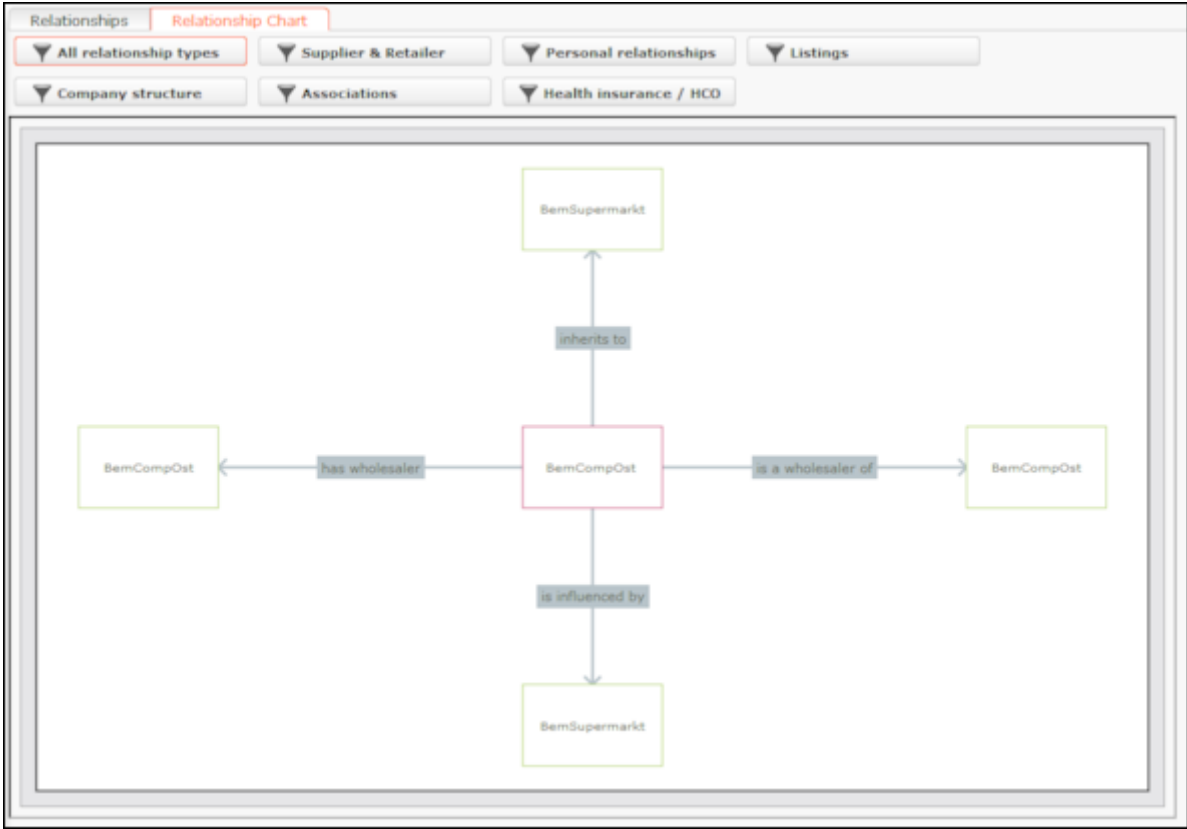 Relationships Relationship Chart
All relationship types Supplier & Retailer Personal relationships Listings
Company structure Associations Health insurance / HCO
BemSupermarkt
inherits to
BemCompOst has wholesaler BemCompOst is a wholesaler of BemCompOst
is influenced by
BemSupermarkt